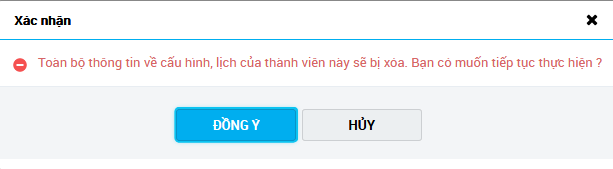 Xác nhận
Toàn bộ thông tin về cấu hình, lịch của thành viên này sẽ bị xóa. Bạn có muốn tiếp tục thực hiện ?
ĐỒNG Ý
HỦY